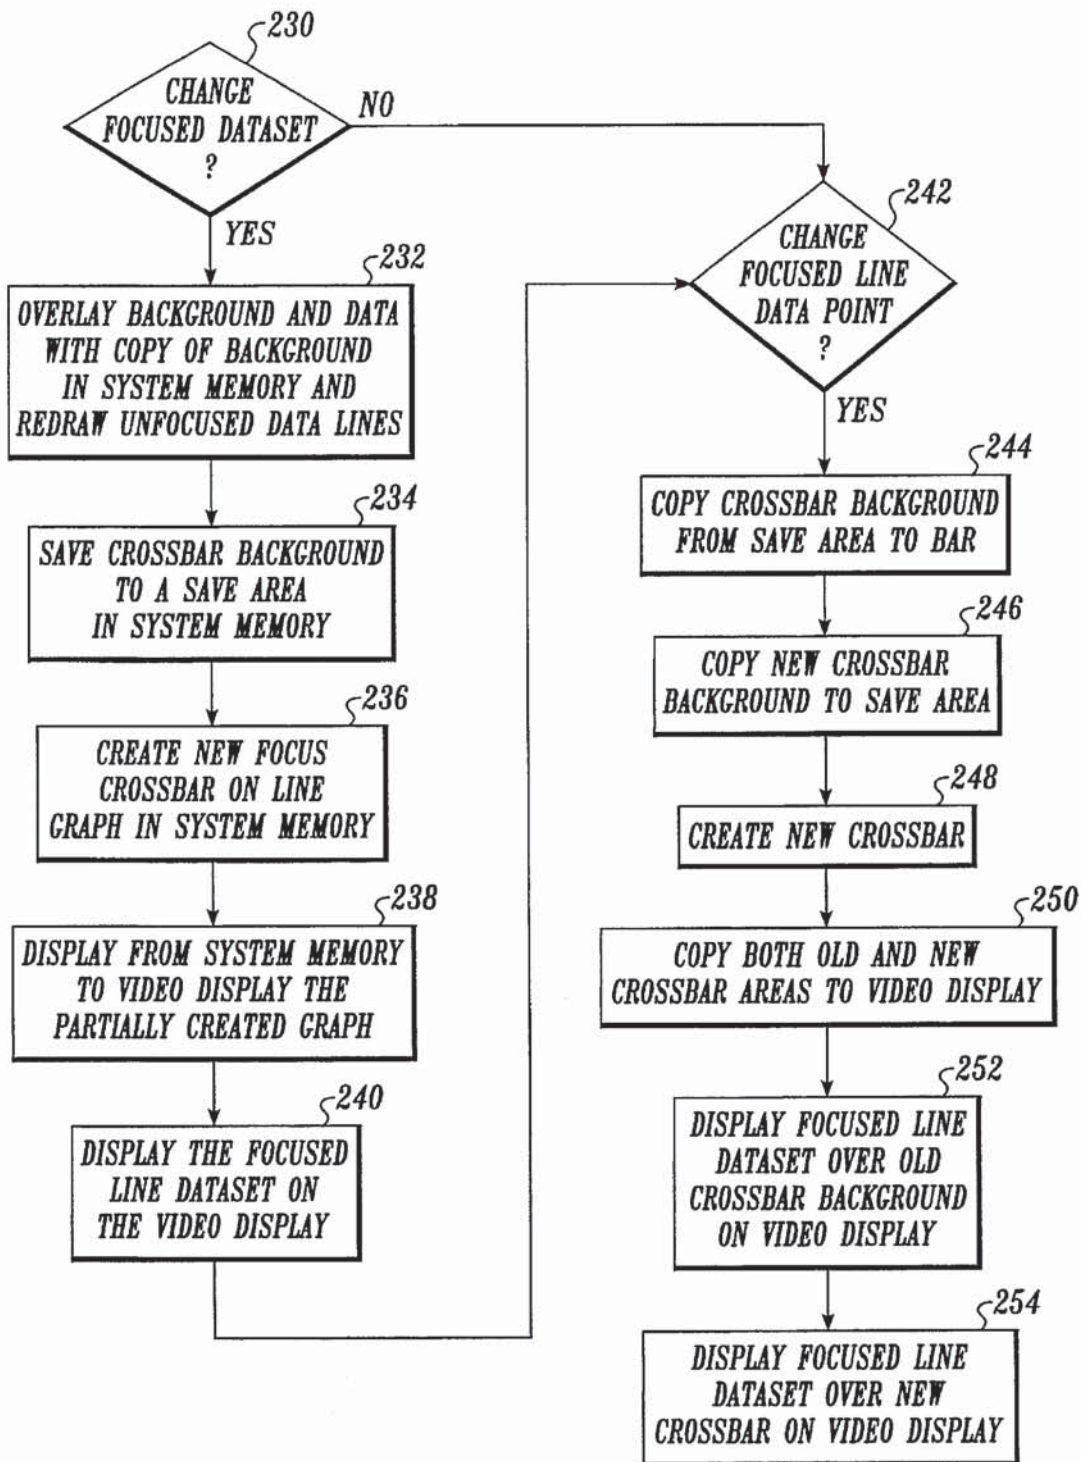 230
CHANGE
FOCUSED DATASET
?
NO
YES
232
OVERLAY BACKGROUND AND DATA
WITH COPY OF BACKGROUND
IN SYSTEM MEMORY AND
REDRAW UNFOCUSED DATA LINES
234
SAVE CROSSBAR BACKGROUND
TO A SAVE AREA
IN SYSTEM MEMORY
236
CREATE NEW FOCUS
CROSSBAR ON LINE
GRAPH IN SYSTEM MEMORY
238
DISPLAY FROM SYSTEM MEMORY
TO VIDEO DISPLAY THE
PARTIALLY CREATED GRAPH
240
DISPLAY THE FOCUSED
LINE DATASET ON
THE VIDEO DISPLAY
242
CHANGE
FOCUSED LINE
DATA POINT
?
YES
244
COPY CROSSBAR BACKGROUND
FROM SAVE AREA TO BAR
246
COPY NEW CROSSBAR
BACKGROUND TO SAVE AREA
248
CREATE NEW CROSSBAR
250
COPY BOTH OLD AND NEW
CROSSBAR AREAS TO VIDEO DISPLAY
252
DISPLAY FOCUSED LINE
DATASET OVER OLD
CROSSBAR BACKGROUND
ON VIDEO DISPLAY
254
DISPLAY FOCUSED LINE
DATASET OVER NEW
CROSSBAR ON VIDEO DISPLAY